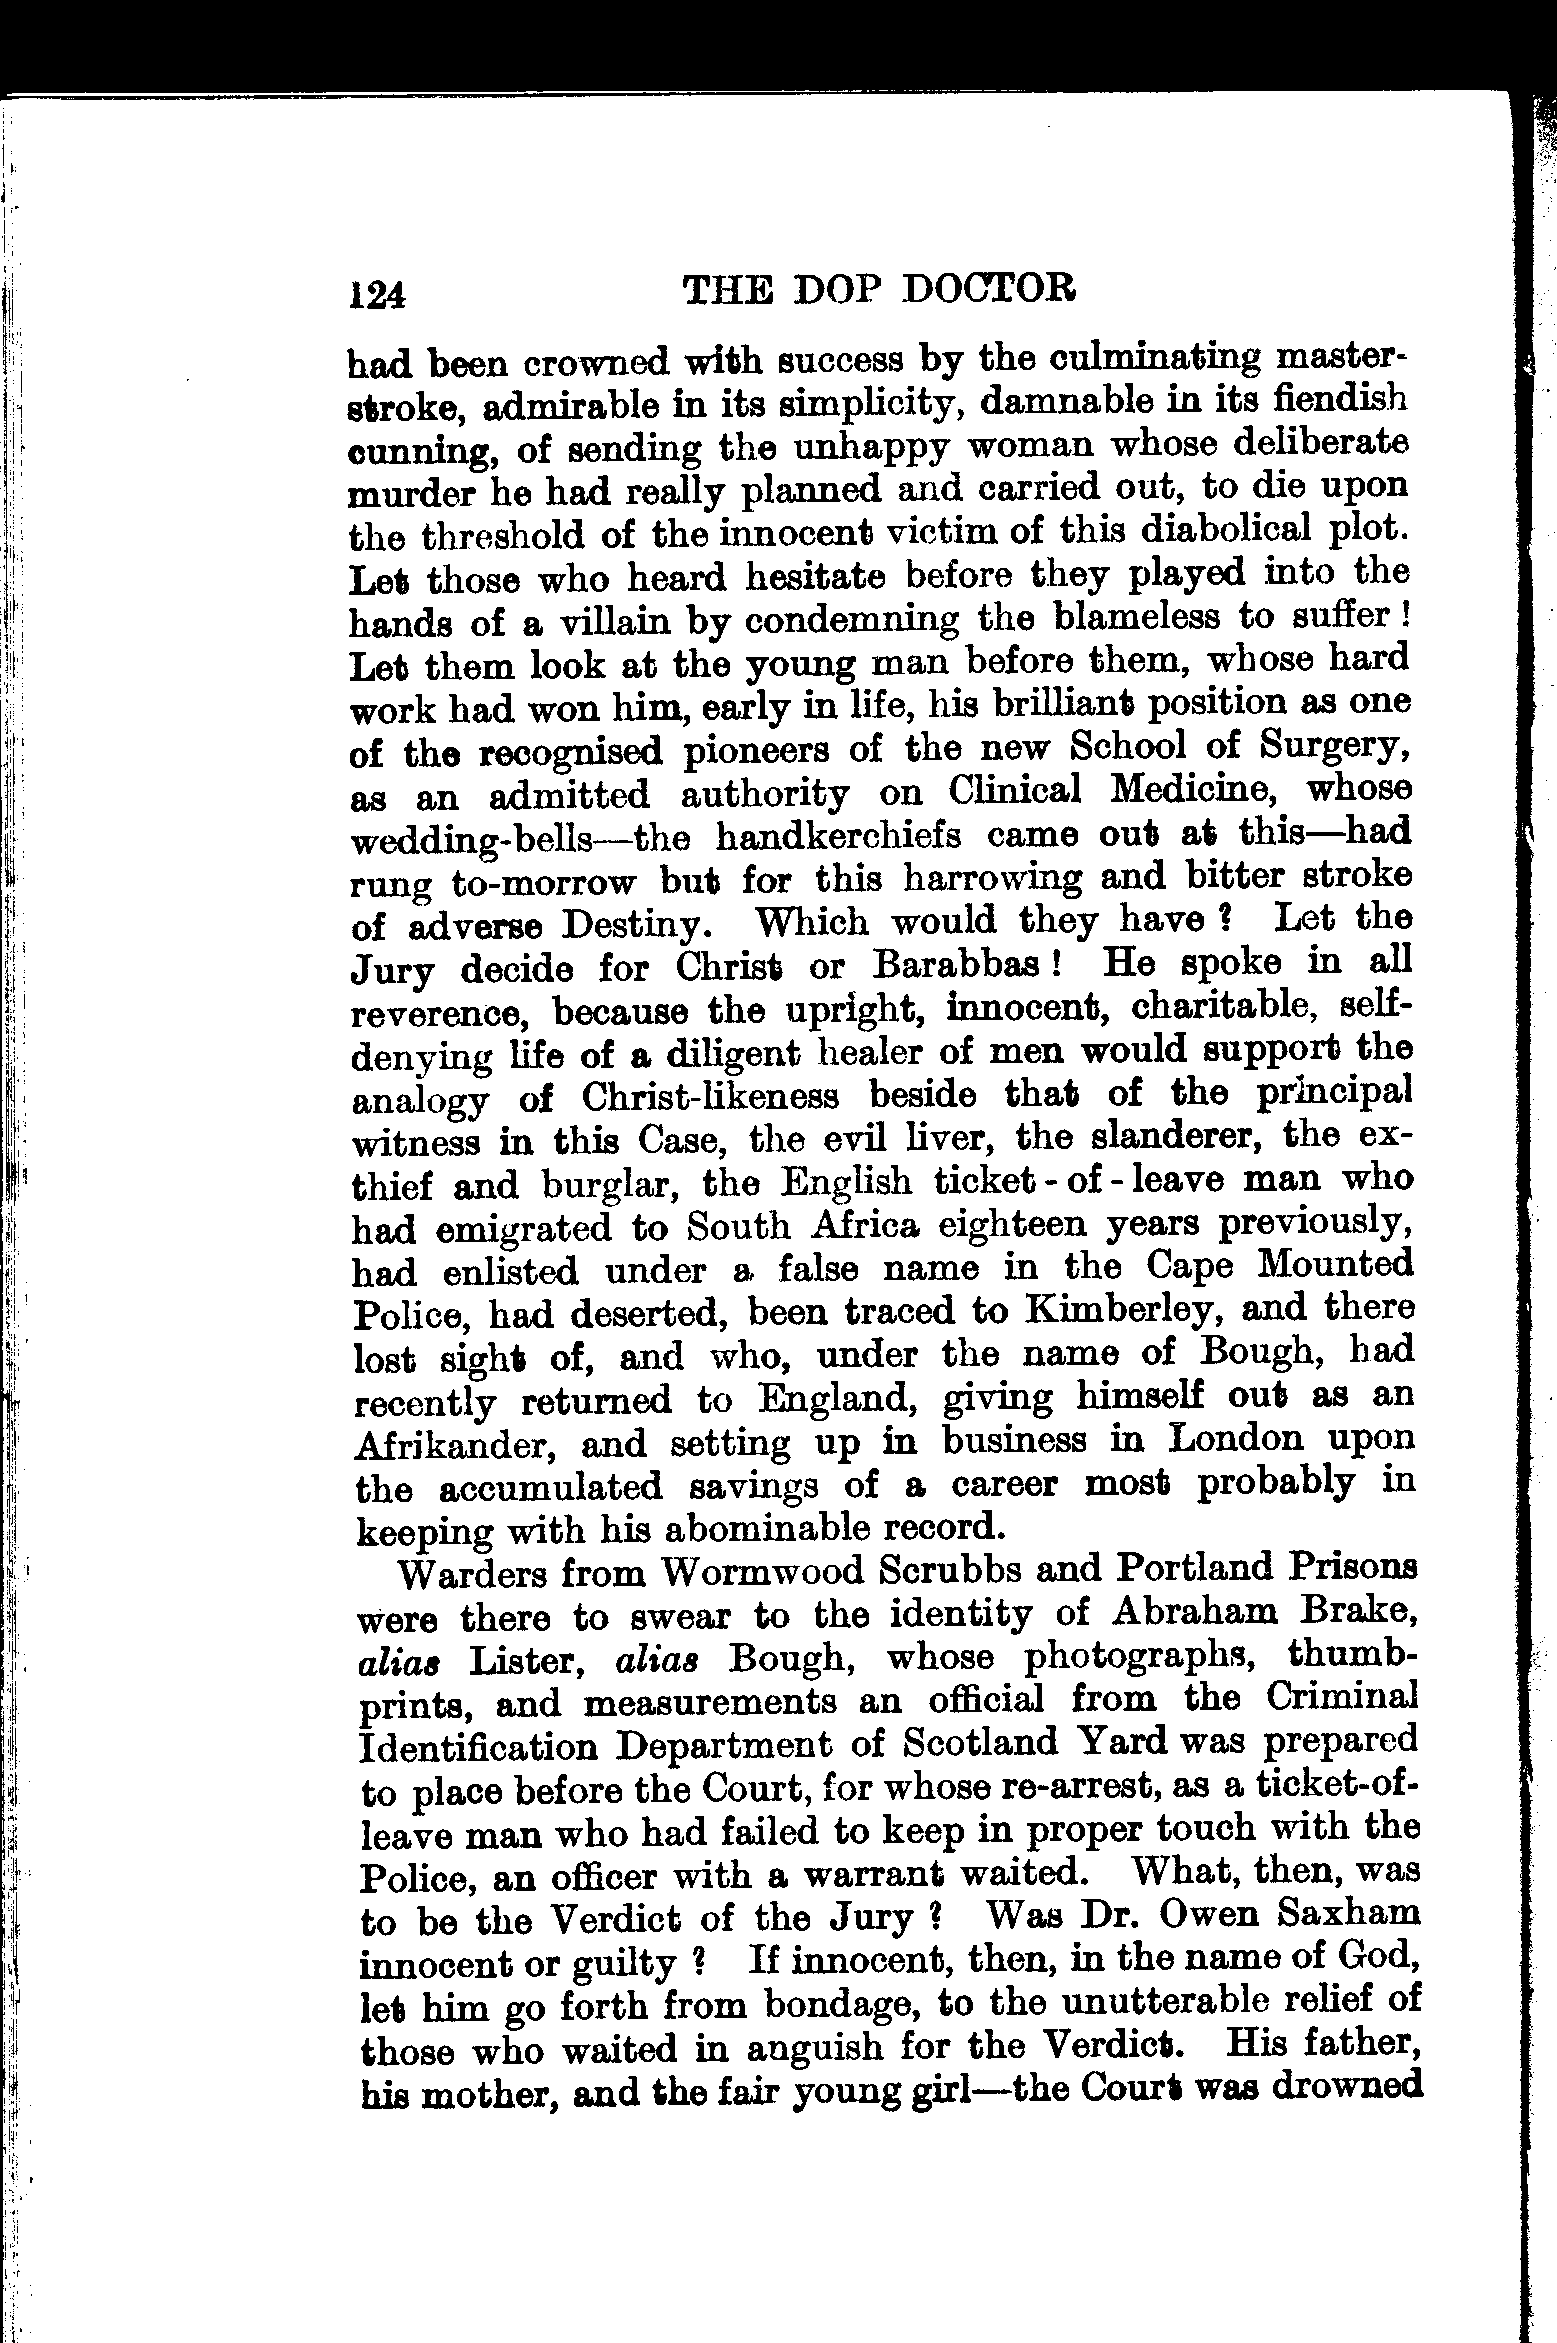 124 THE DOP DOCTOR
had been crowned with success by the culminating master-
stroke, admirable in its simplicity, damnable in its fiendish
cunning, of sending the unhappy woman whose deliberate
murder he had really planned and carried out, to die upon
the threshold of the innocent victim of this diabolical plot.
Let those who heard hesitate before they played into the
hands of a villain by condemning the blameless to suffer !
Let them look at the young man before them, whose hard
work had won him, early in life, his brilliant position as one
of the recognised pioneers of the new School of Surgery,
as an admitted authority on Clinical Medicine, whose
wedding-bells—the handkerchiefs came out at this—had
rung to-morrow but for this harrowing and bitter stroke
of adverse Destiny. Which would they have ? Let the
Jury decide for Christ or Barabbas ! He spoke in all
reverence, because the upright, innocent, charitable, self-
denying life of a diligent healer of men would support the
analogy of Christ-likeness beside that of the principal
witness in this Case, the evil liver, the slanderer, the ex-
thief and burglar, the English ticket-of-leave man who
had emigrated to South Africa eighteen years previously,
had enlisted under a false name in the Cape Mounted
Police, had deserted, been traced to Kimberley, and there
lost sight of, and who, under the name of Bough, had
recently returned to England, giving himself out as an
Afrikander, and setting up in business in London upon
the accumulated savings of a career most probably in
keeping with his abominable record.
Warders from Wormwood Scrubbs and Portland Prisons
were there to swear to the identity of Abraham Brake,
alias Lister, alias Bough, whose photographs, thumb-
prints, and measurements an official from the Criminal
Identification Department of Scotland Yard was prepared
to place before the Court, for whose re-arrest, as a ticket-of-
leave man who had failed to keep in proper touch with the
Police, an officer with a warrant waited. What, then, was
to be the Verdict of the Jury ? Was Dr. Owen Saxham
innocent or guilty ? If innocent, then, in the name of God,
let him go forth from bondage, to the unutterable relief of
those who waited in anguish for the Verdict. His father,
his mother, and the fair young girl—the Court was drowned